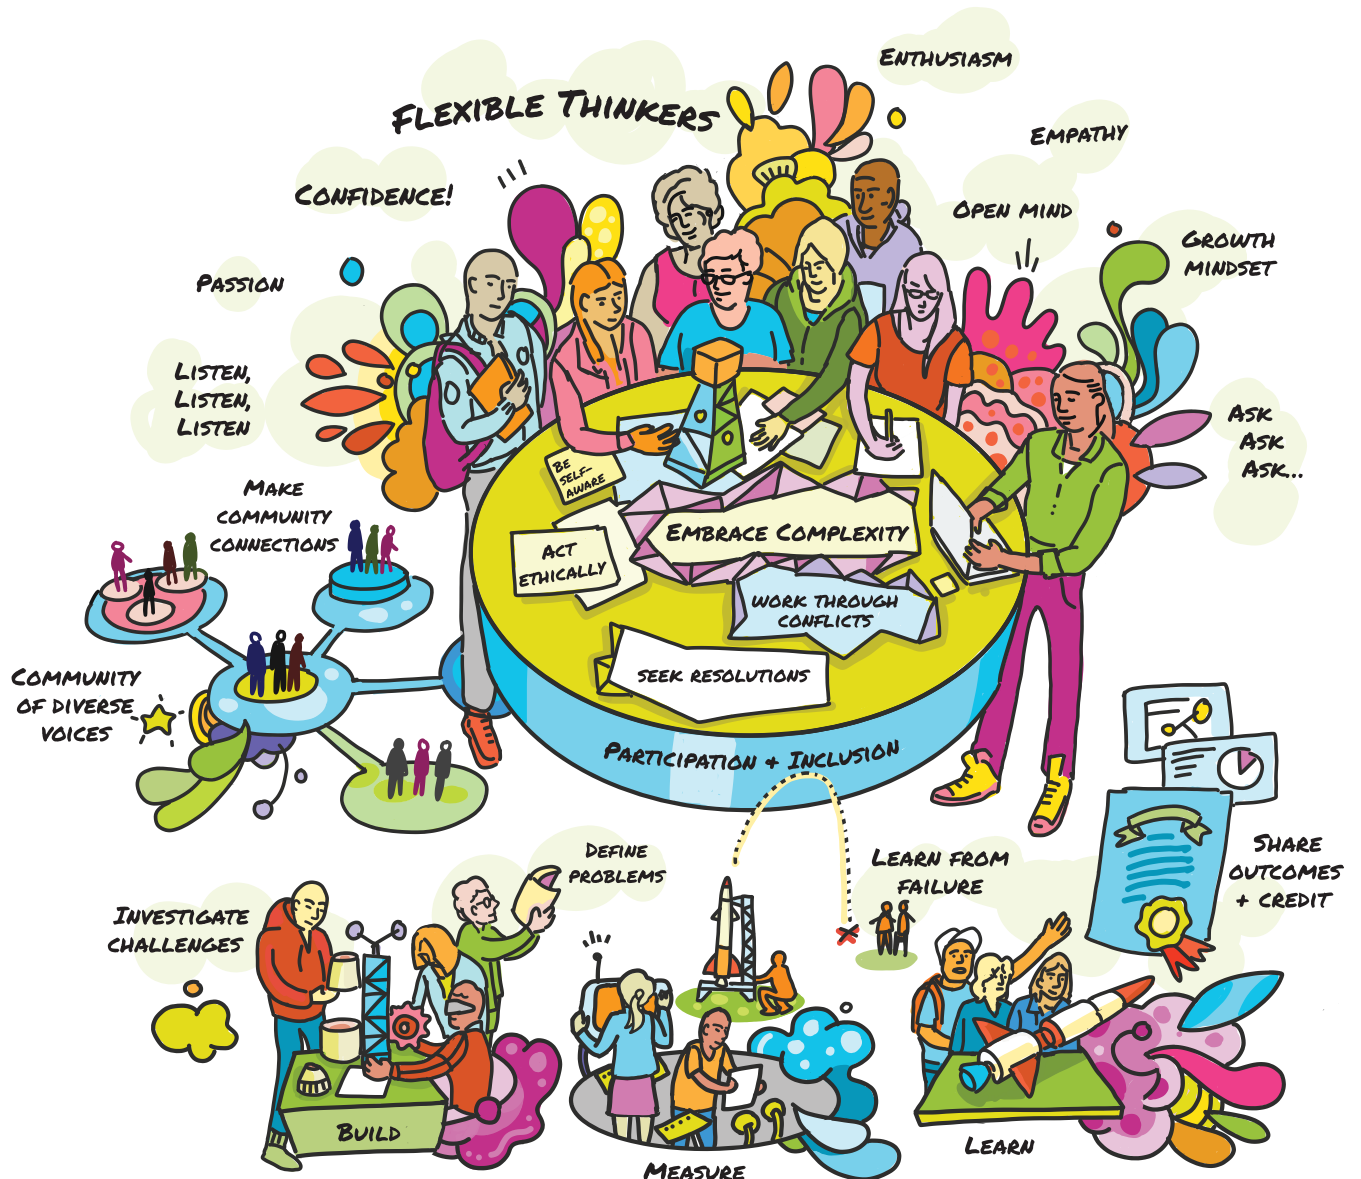 Flexible Thinkers
Enthusiasm
Empathy
Confidence!
Open mind
Growth
mindset
Passion
Listen,
Listen,
Listen
Ask
Ask
Ask...
Make
community
connections
Be
self-
aware
Embrace Complexity
Act
ethically
Work through
conflicts
Seek resolutions
Community
of diverse
voices
Participation + Inclusion
Define
problems
Learn from
failure
Share
outcomes
+ credit
Investigate
challenges
Build
Measure
Learn